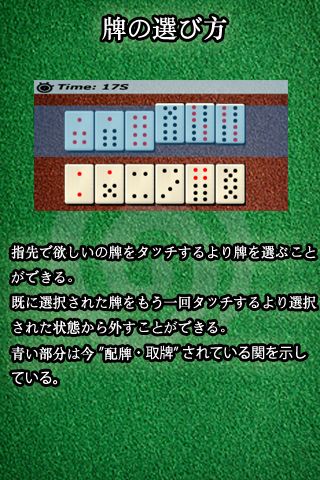 牌の選び方
Time: 17S
指先で欲しいの牌をタッチするより牌を選ぶこと
ができる。
既に選択された牌をもう一回タッチするより選択
された状態から外すことができる。
青い部分は今 "配牌・取牌" されている関を示し
ている。